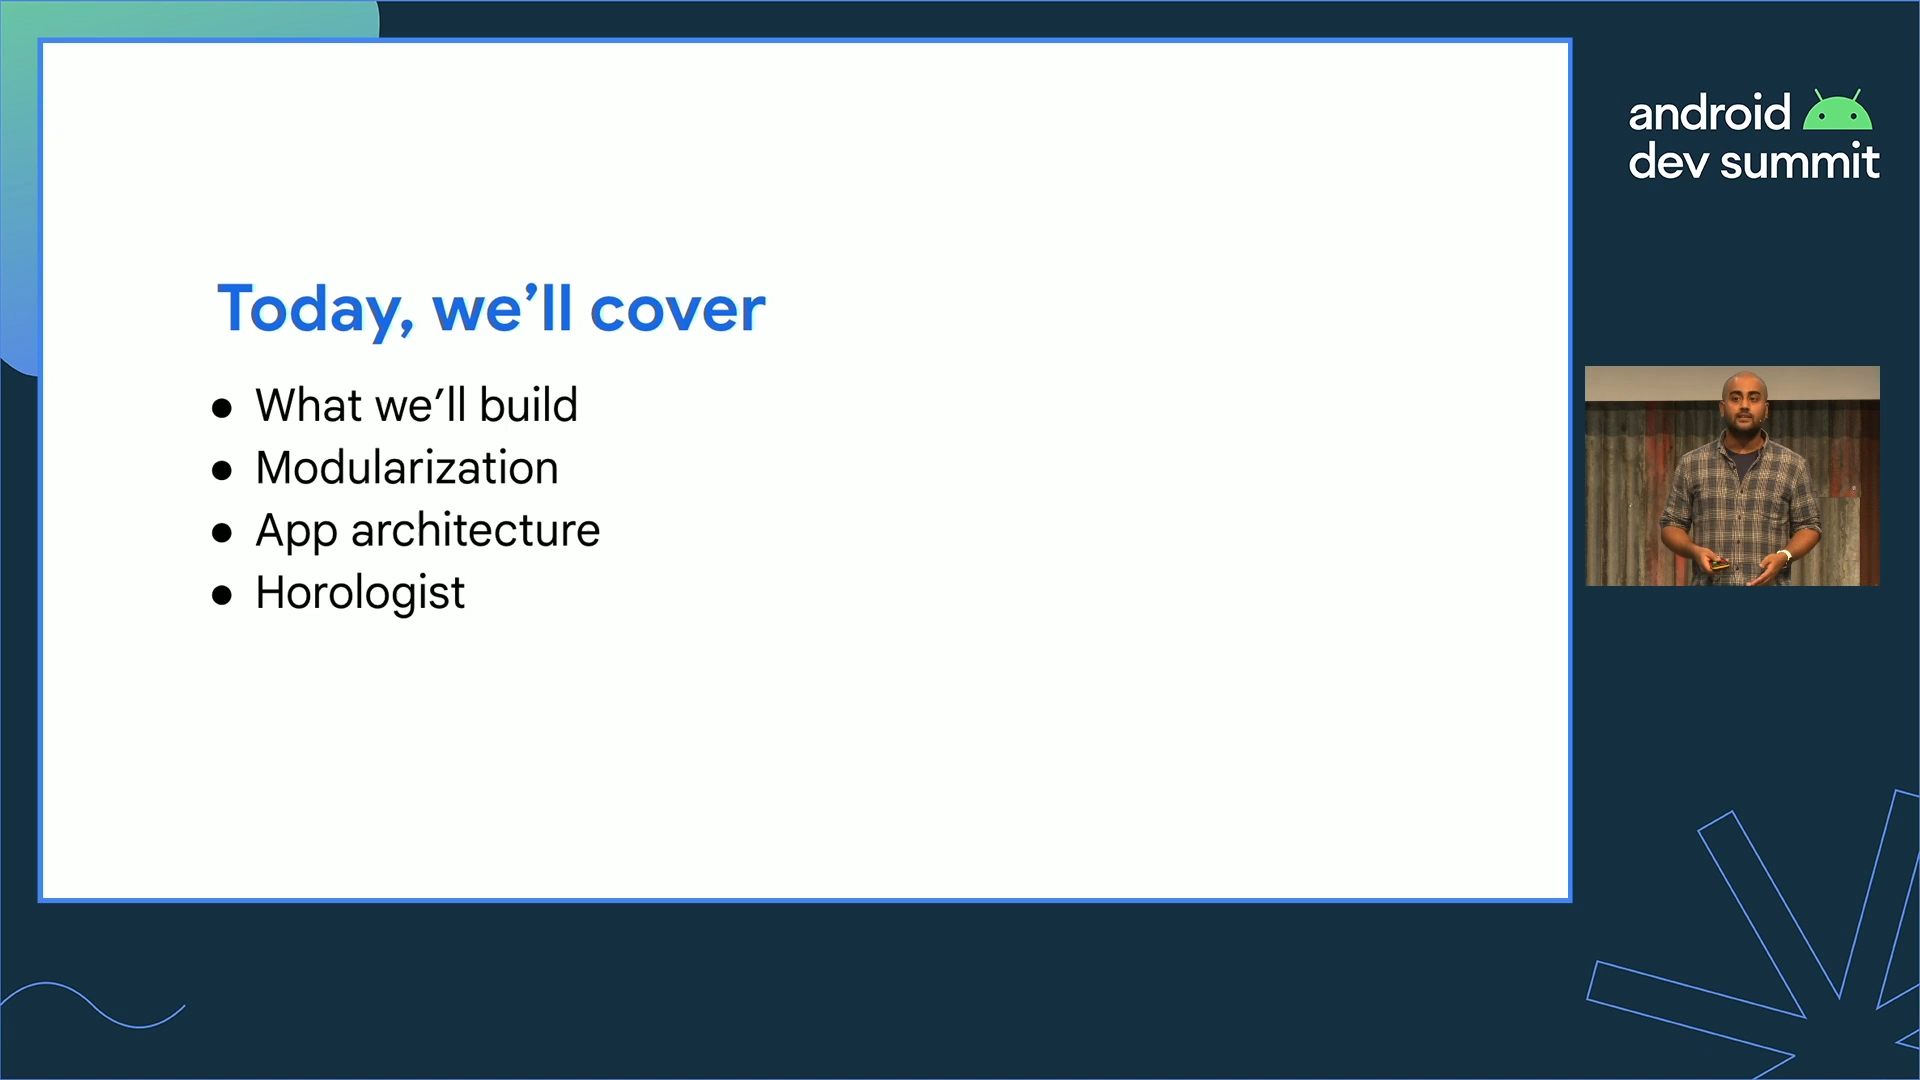 Today, we’ll cover
● What we’ll build
● Modularization
● App architecture
● Horologist
android
dev summit